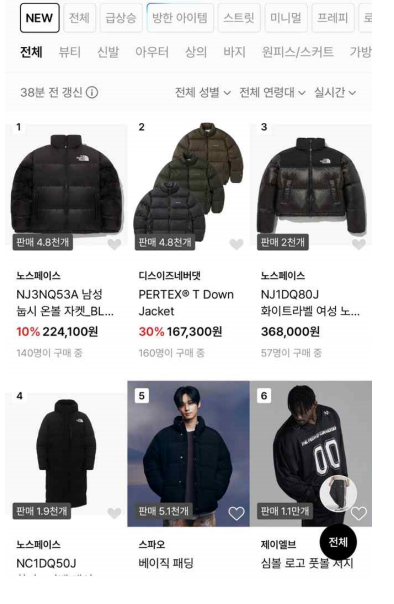 NEW 전체 급상승 방한 아이템 스트릿 미니멀 프레피
전체 뷰티 신발 아우터 상의 바지 원피스/스커트 가방
38분 전 갱신 전체 성별 전체 연령대 실시간
1 2 3
판매 4.8천개 판매 4.8천개 판매 2천개
노스페이스 디스이즈네버댓 노스페이스
NJ3NQ53A 남성 PERTEX® T Down NJ1DQ80J
눕시 온볼 자켓_BL... Jacket 화이트라벨 여성 노...
10% 224,100원 30% 167,300원 368,000원
140명이 구매 중 160명이 구매 중 57명이 구매 중
4 5 6
00
판매 1.9천개 판매 5.1천개 판매 1.1만개
전체
노스페이스 스파오 제이엘브
NC1DQ50J 베이직 패딩 심볼 로고 풋볼 저지